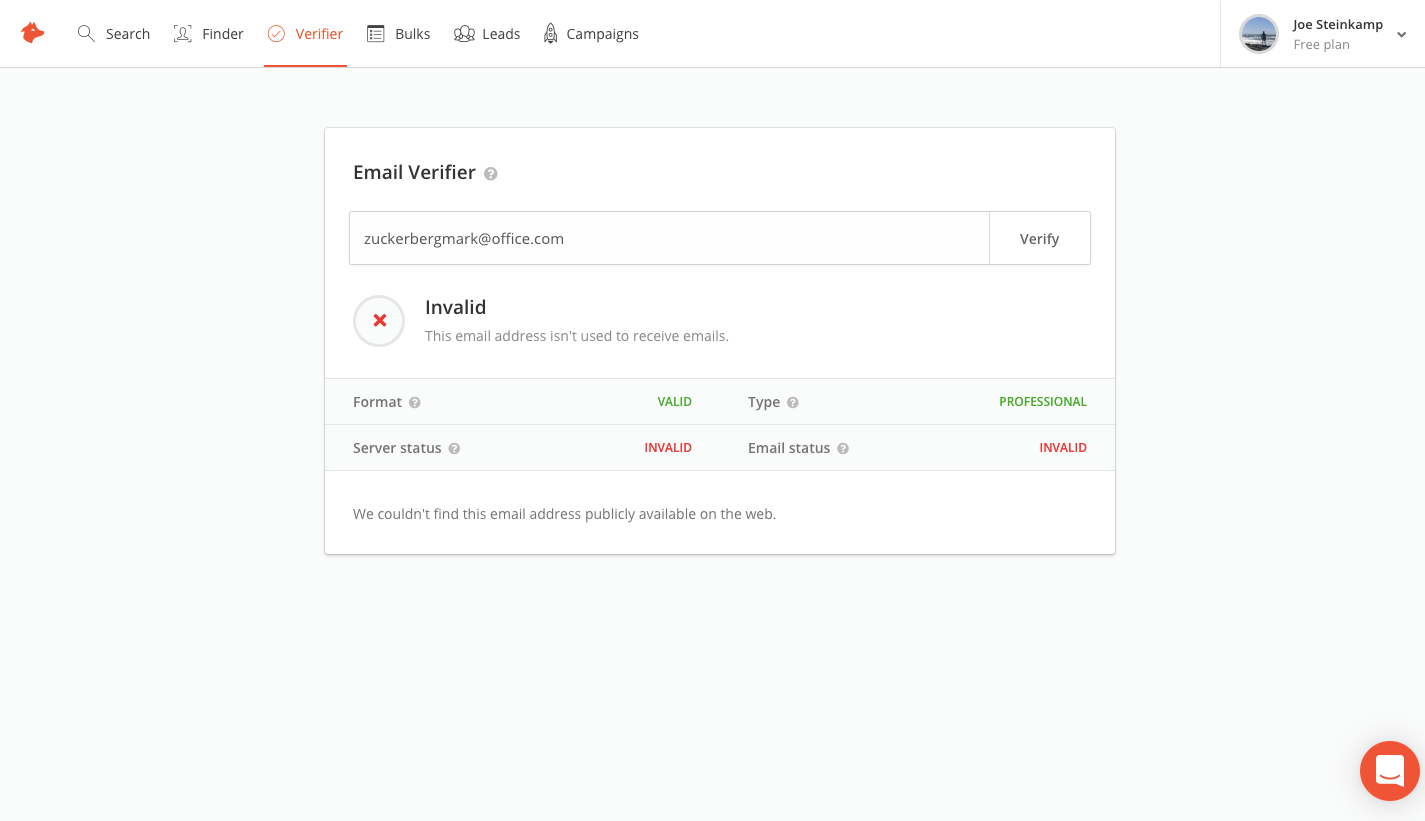 Search Finder Verifier Bulks Leads Campaigns
Joe Steinkamp
Free plan
Email Verifier ?
zuckerbergmark@office.com Verify
Invalid
This email address isn't used to receive emails.
Format ? VALID Type ? PROFESSIONAL
Server status ? INVALID Email status ? INVALID
We couldn't find this email address publicly available on the web.